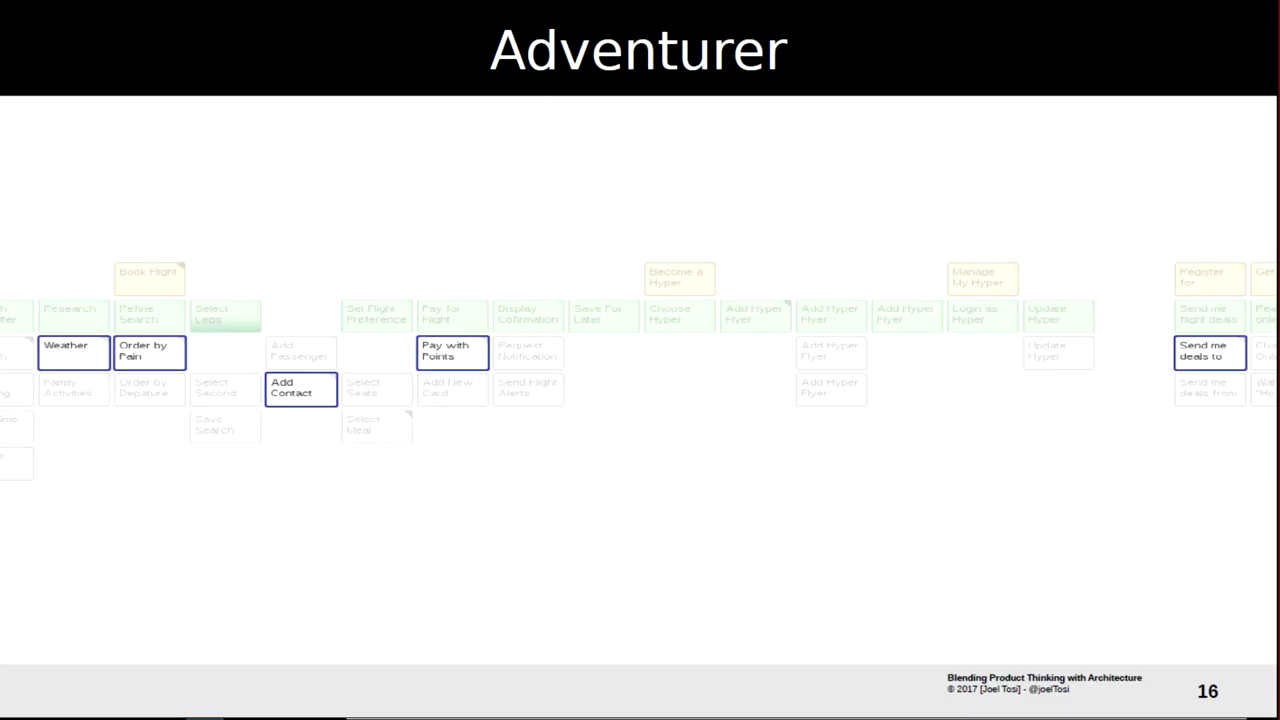 Adventurer
Book Flight
Become a
Hyper
Manage
My Hyper
Register
for
Get
Research
Refine
Search
Select
Legs
Set Flight
Preference
Pay for
Flight
Display
Cofirmation
Save For
Later
Choose
Hyper
Add Hyper
Flyer
Add Hyper
Flyer
Add Hyper
Flyer
Login as
Hyper
Update
Hyper
Send me
flight deals
Weather
Order by
Pain
Add
Passenger
Pay with
Points
Request
Notification
Add Hyper
Flyer
Update
Hyper
Send me
deals to
Family
Activities
Order by
Depature
Select
Second
Add
Contact
Select
Seats
Add New
Card
Send Flight
Alerts
Add Hyper
Flyer
Send me
deals from
Save
Search
Select
Meal
Blending Product Thinking with Architecture
© 2017 [Joel Tosi] - @joelTosi
16